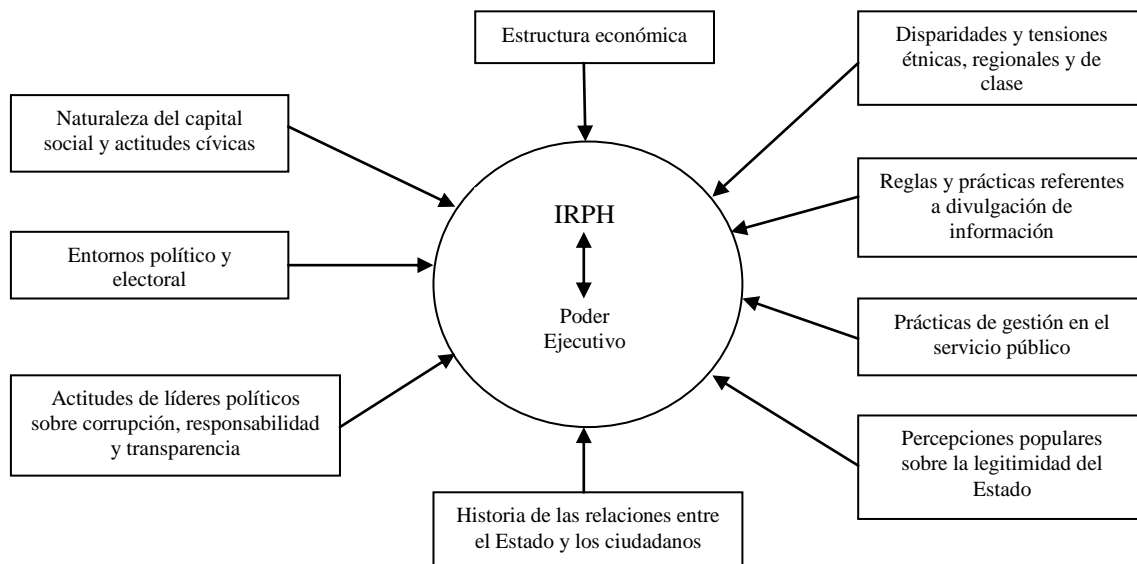 Estructura económica
Disparidades y tensiones
étnicas, regionales y de
clase
Naturaleza del capital
social y actitudes cívicas
Reglas y prácticas referentes
a divulgación de
información
IRPH
Entornos político y
electoral
Poder
Ejecutivo
Prácticas de gestión en el
servicio público
Actitudes de líderes políticos
sobre corrupción, responsabilidad
y transparencia
Percepciones populares
sobre la legitimidad del
Estado
Historia de las relaciones entre
el Estado y los ciudadanos